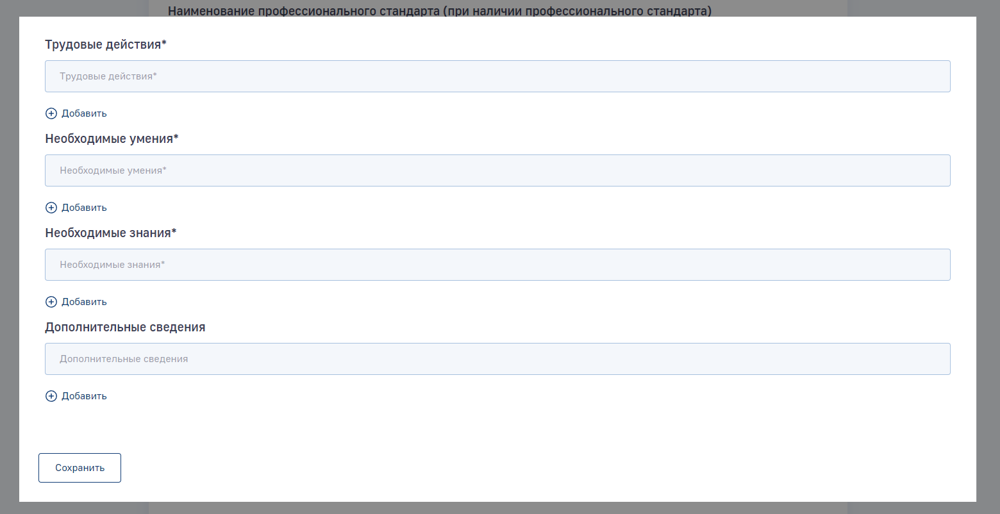 Наименование профессионального стандарта (при наличии профессионального стандарта)
Трудовые действия*
Трудовые действия*
Добавить
Необходимые умения*
Необходимые умения*
Добавить
Необходимые знания*
Необходимые знания*
Добавить
Дополнительные сведения
Дополнительные сведения
Добавить
Сохранить